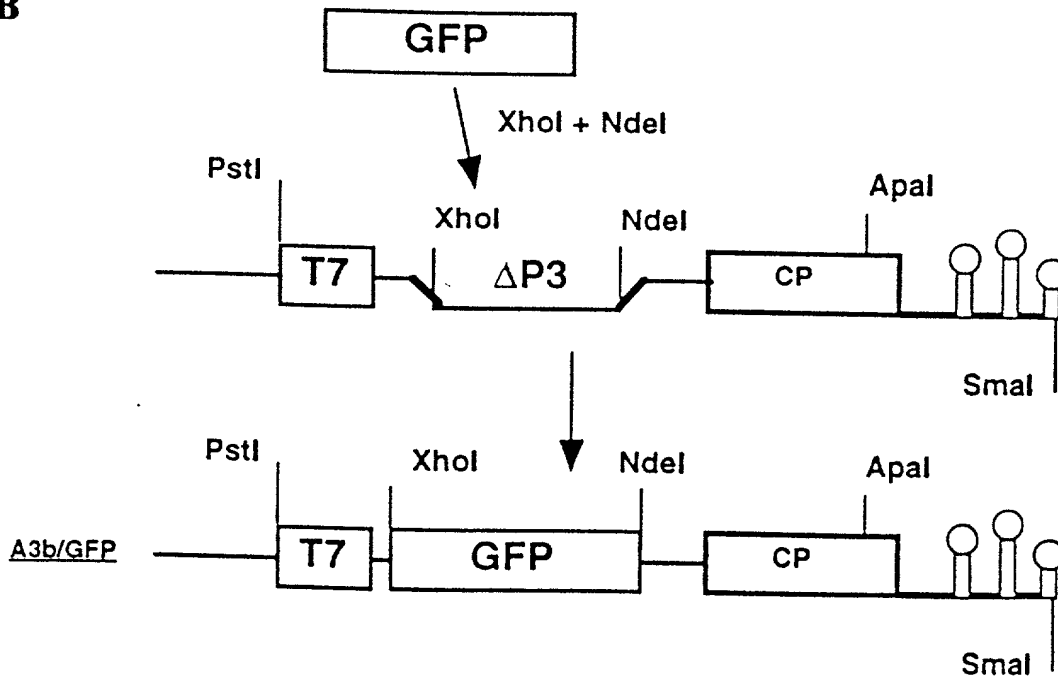 B
GFP
XhoI + NdeI
PstI
ApaI
XhoI
NdeI
T7
ΔP3
CP
SmaI
PstI
XhoI
NdeI
ApaI
A3b/GFP
T7
GFP
CP
SmaI